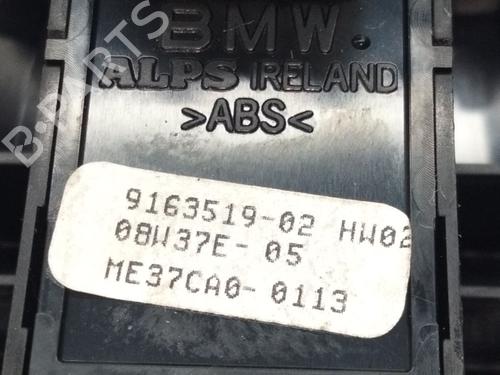 BMW.
ALPS IRELAND
>ABS<
9163519-02 HW02
08W37E-05
ME37CA0-0113
B-PARTS